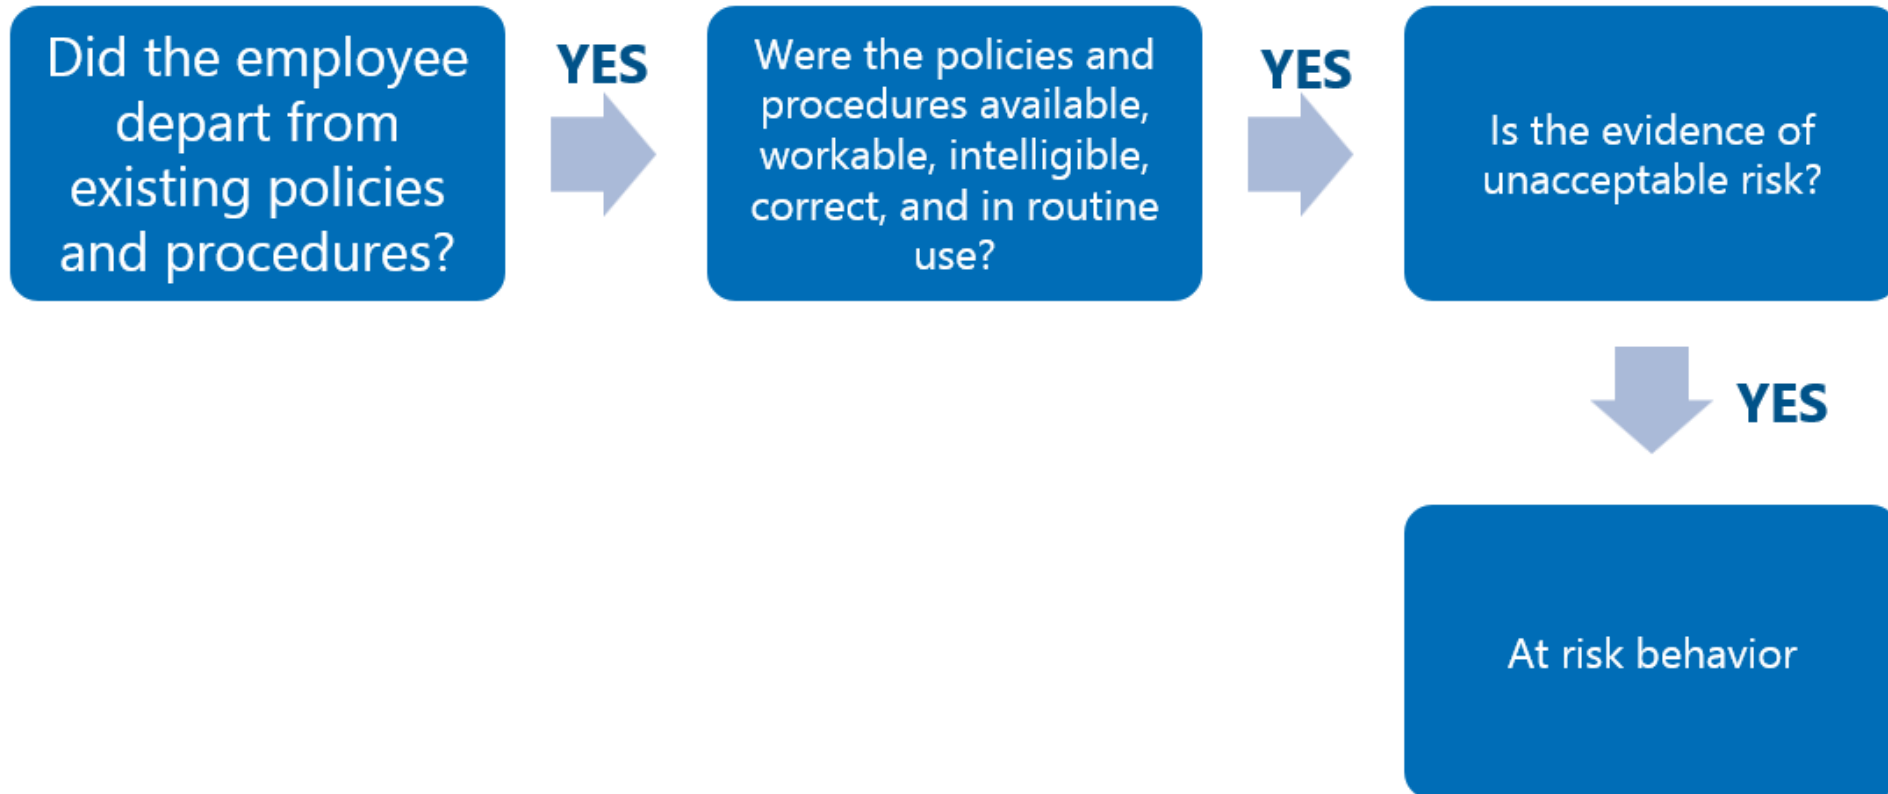 Did the employee
depart from
existing policies
and procedures?
YES
Were the policies and
procedures available,
workable, intelligible,
correct, and in routine
use?
YES
Is the evidence of
unacceptable risk?
YES
At risk behavior